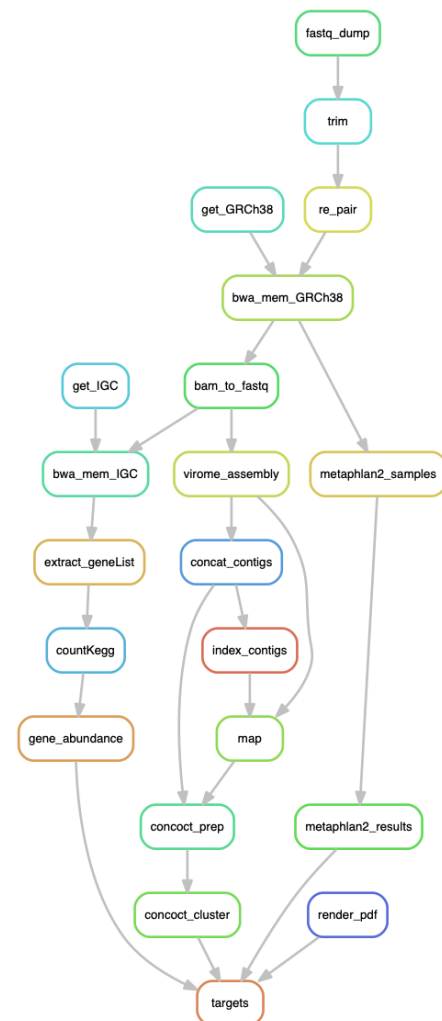 fastq_dump
trim
get_GRCh38
re_pair
bwa_mem_GRCh38
get_IGC
bam_to_fastq
bwa_mem_IGC
virome_assembly
metaphlan2_samples
extract_geneList
concat_contigs
countKegg
index_contigs
gene_abundance
map
concoct_prep
metaphlan2_results
concoct_cluster
render_pdf
targets